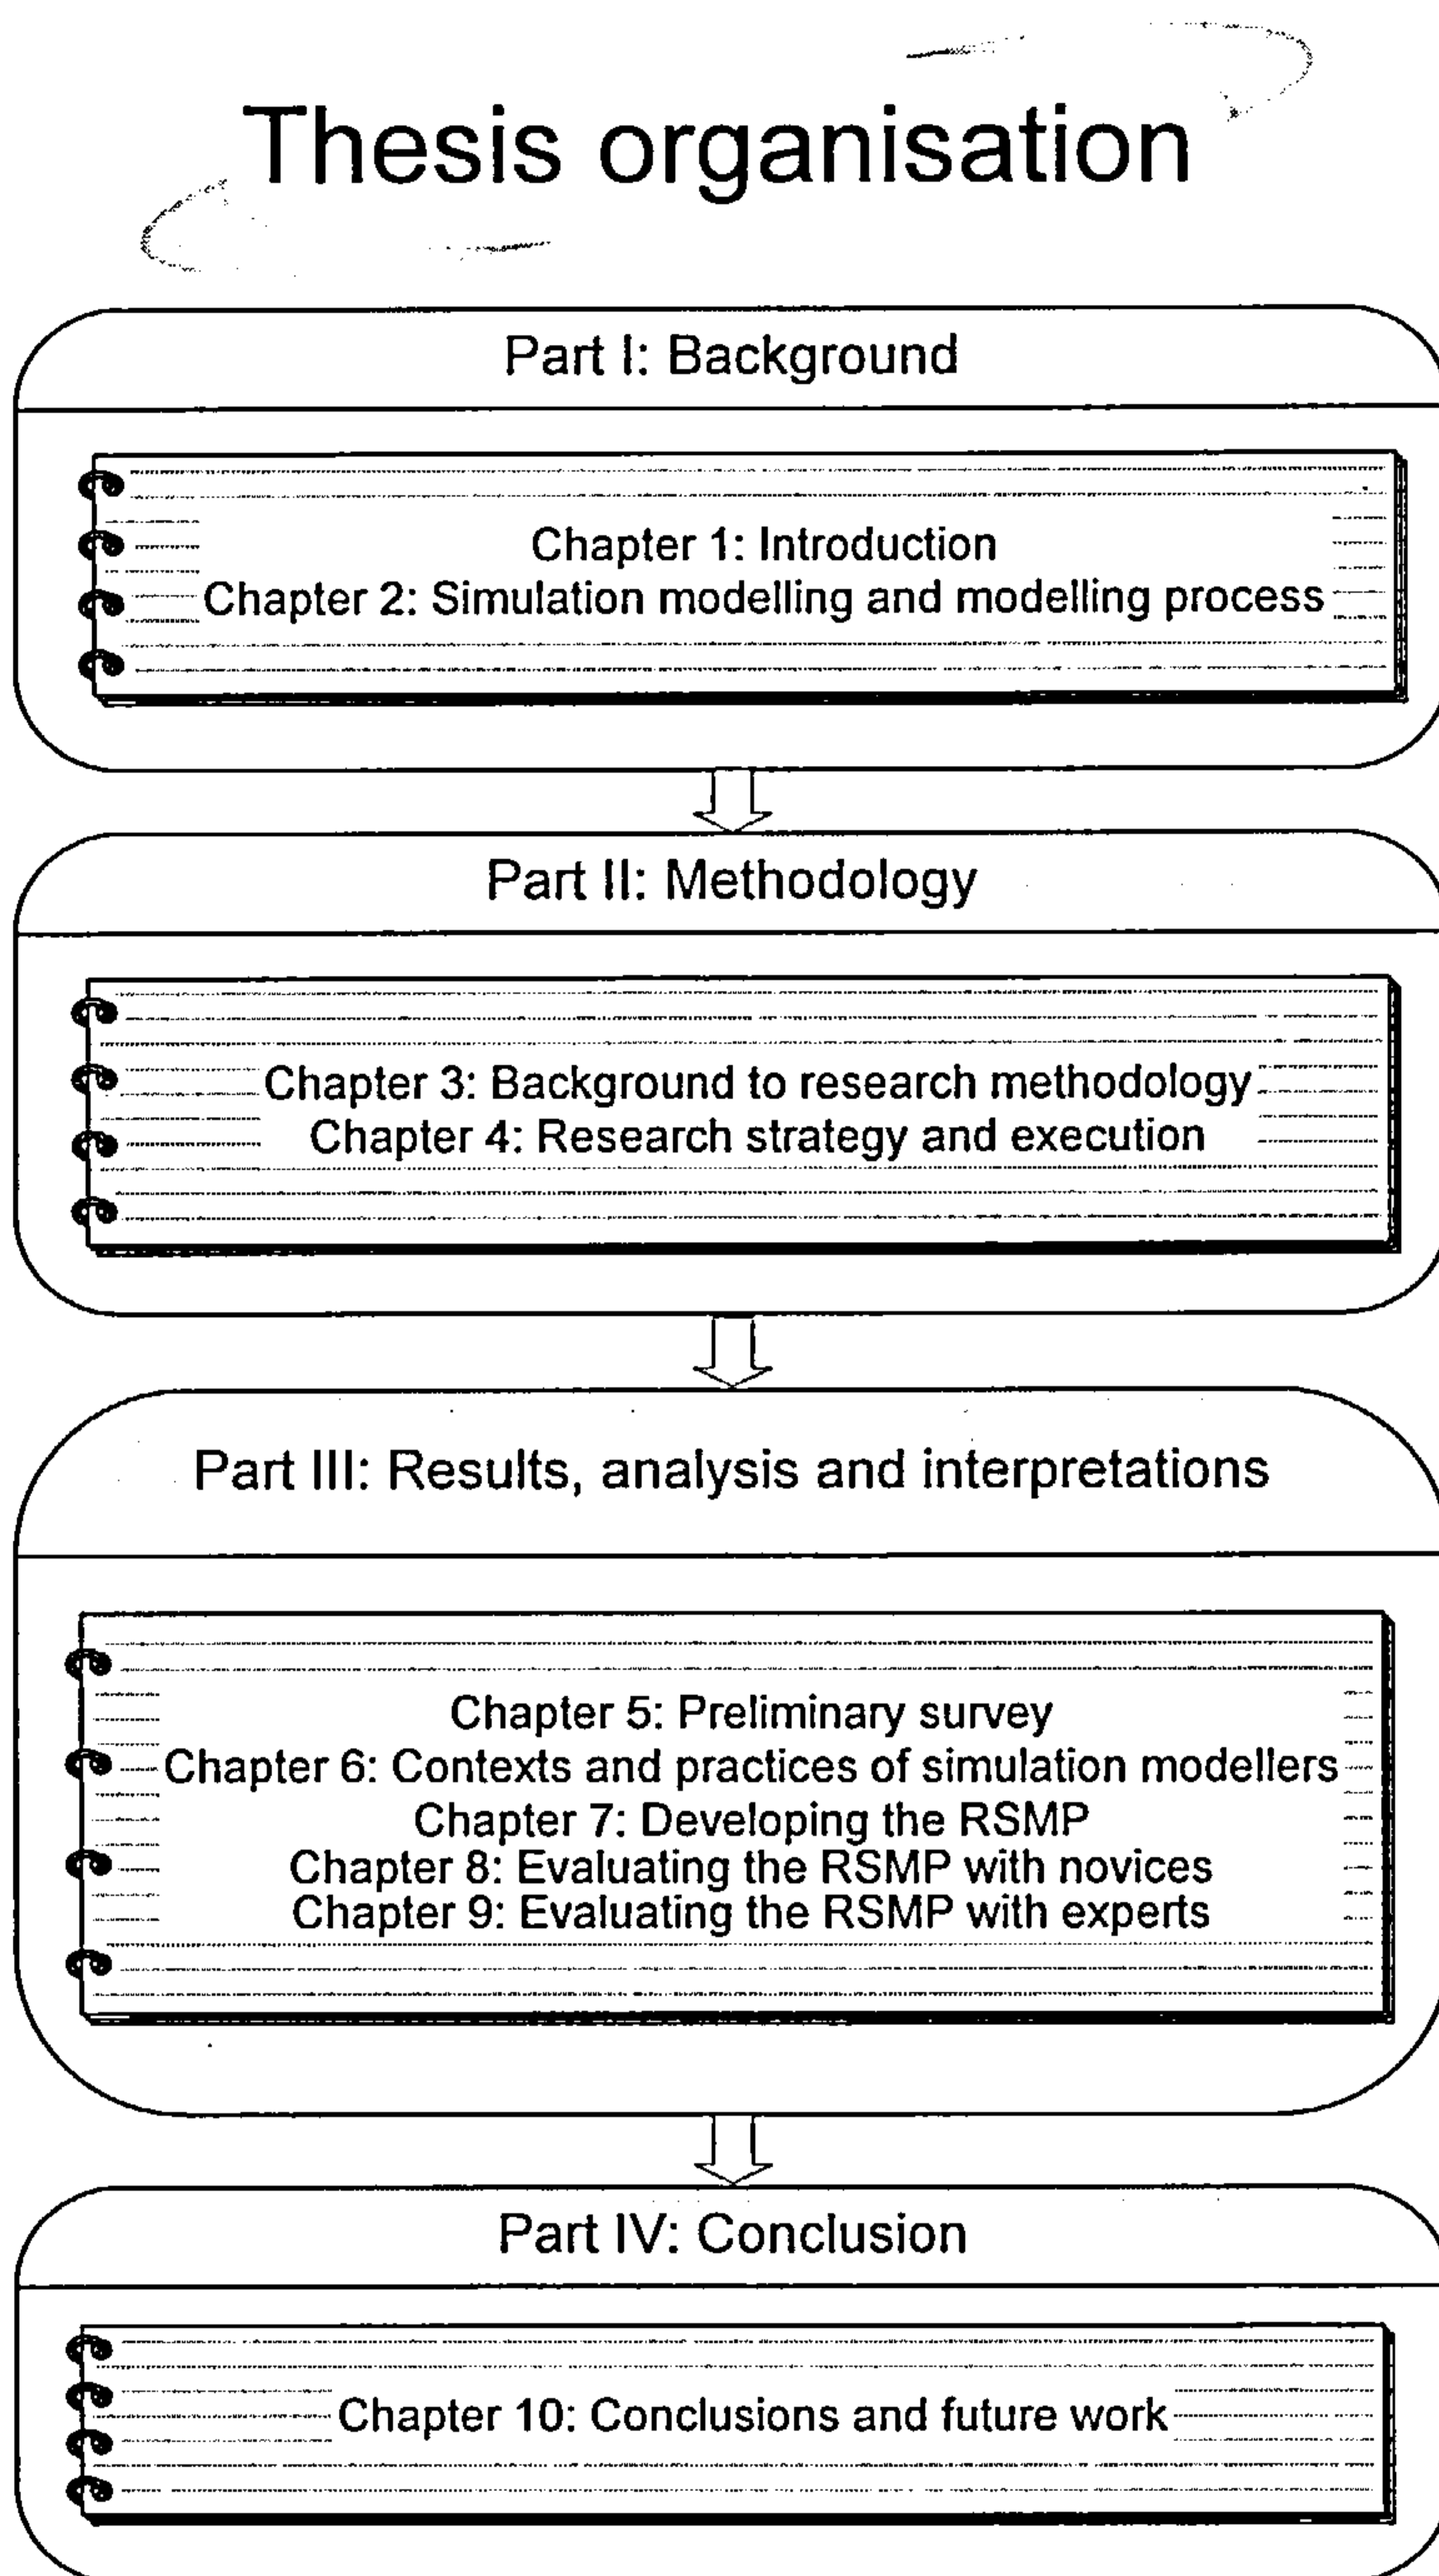 Thesis organisation
Part I: Background
Chapter 1: Introduction
Chapter 2: Simulation modelling and modelling process
Part II: Methodology
Chapter 3: Background to research methodology
Chapter 4: Research strategy and execution
Part III: Results, analysis and interpretations
Chapter 5: Preliminary survey
Chapter 6: Contexts and practices of simulation modellers
Chapter 7: Developing the RSMP
Chapter 8: Evaluating the RSMP with novices
Chapter 9: Evaluating the RSMP with experts
Part IV: Conclusion
Chapter 10: Conclusions and future work